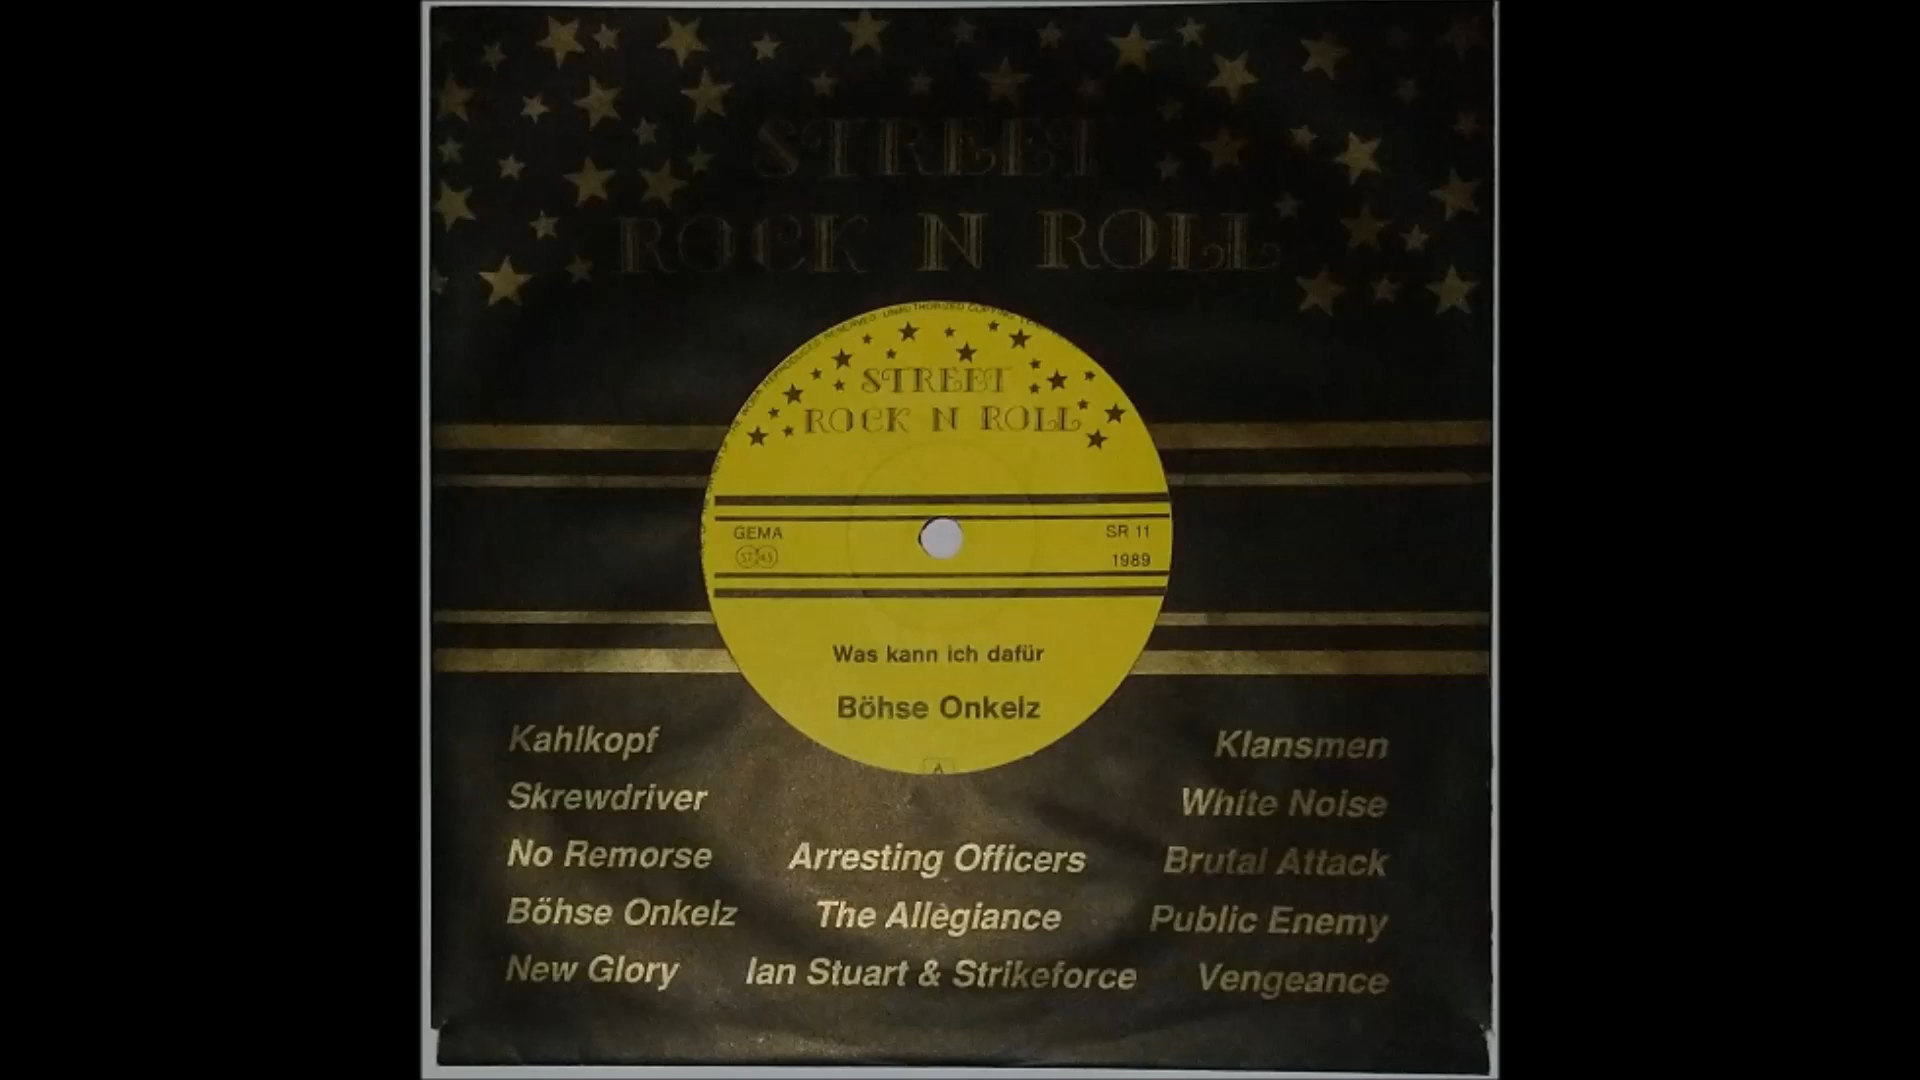 STREET
ROCK N ROLL
STREET
ROCK N ROLL
GEMA
SR 11
1989
Was kann ich dafür
Böhse Onkelz
A
Kahlkopf
Klansmen
Skrewdriver
White Noise
No Remorse Arresting Officers Brutal Attack
Böhse Onkelz The Allegiance Public Enemy
New Glory Ian Stuart & Strikeforce Vengeance